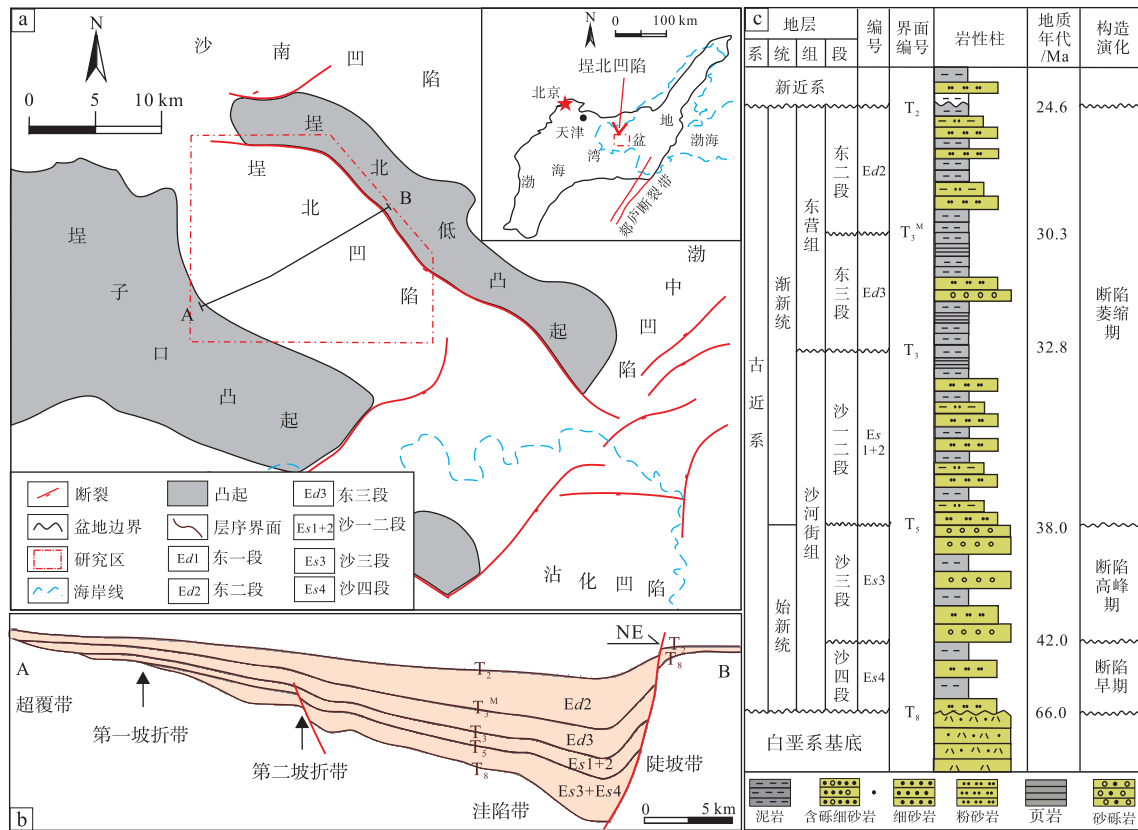 a
N
0 5 10 km
沙南凹陷
埕北低凸起
埕北凹陷
B
A
埕子口凸起
渤中凹陷
沾化凹陷
N
0 100 km
埕北凹陷
北京
天津
渤海湾盆地
渤海
郯庐断裂带
断裂
凸起
Ed3 东三段
盆地边界
层序界面
Es1+2 沙一二段
研究区
Ed1 东一段
Es3 沙三段
海岸线
Ed2 东二段
Es4 沙四段
b
A
B
NE
超覆带
第一坡折带
第二坡折带
洼陷带
陡坡带
T2
T8
T2
T3M
T3
T5
T8
Ed2
Ed3
Es1+2
Es3+Es4
0 5 km
c
地层 编号 界面编号 岩性柱 地质年代/Ma 构造演化
系 统 组 段
新近系
古近系
渐新统
始新统
东营组
沙河街组
东二段 Ed2
东三段 Ed3
沙一二段 Es1+2
沙三段 Es3
沙四段 Es4
T2 24.6
T3M 30.3
T3 32.8
T5 38.0
42.0
T8 66.0
断陷萎缩期
断陷高峰期
断陷早期
白垩系基底
泥岩 含砾细砂岩 细砂岩 粉砂岩 页岩 砂砾岩